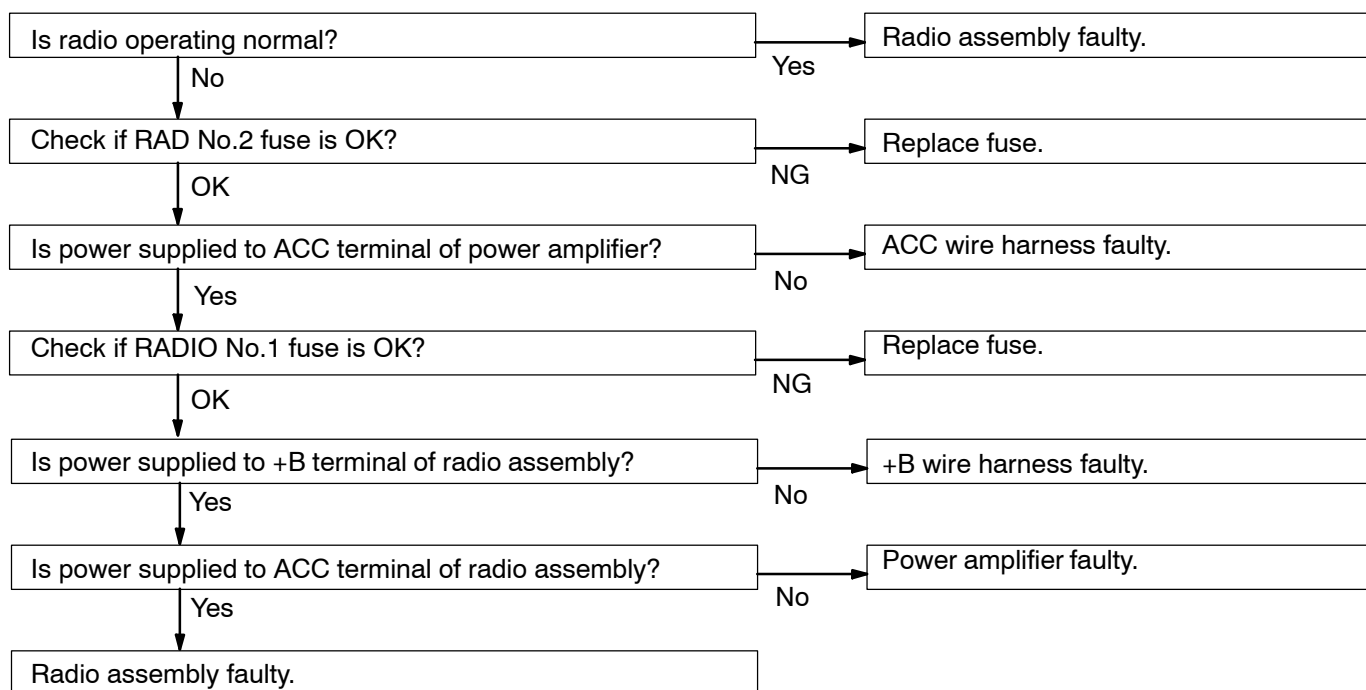 Is radio operating normal?
Yes
Radio assembly faulty.
No
Check if RAD No.2 fuse is OK?
NG
Replace fuse.
OK
Is power supplied to ACC terminal of power amplifier?
No
ACC wire harness faulty.
Yes
Check if RADIO No.1 fuse is OK?
NG
Replace fuse.
OK
Is power supplied to +B terminal of radio assembly?
No
+B wire harness faulty.
Yes
Is power supplied to ACC terminal of radio assembly?
No
Power amplifier faulty.
Yes
Radio assembly faulty.